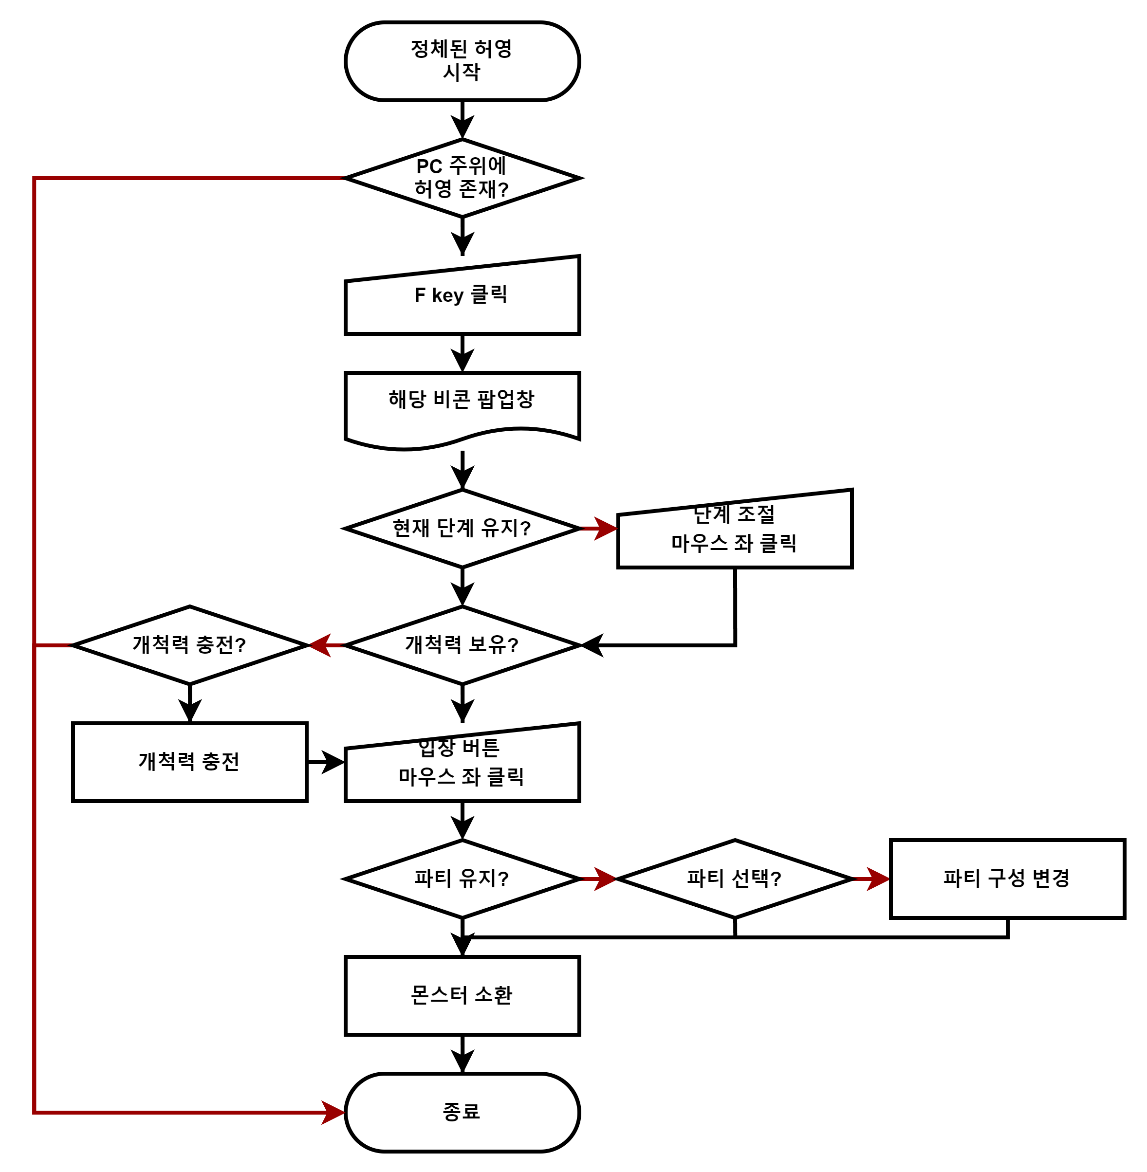 정체된 허영
시작
PC 주위에
허영 존재?
F key 클릭
해당 비콘 팝업창
현재 단계 유지?
단계 조절
마우스 좌 클릭
개척력 충전?
개척력 보유?
개척력 충전
입장 버튼
마우스 좌 클릭
파티 유지?
파티 선택?
파티 구성 변경
몬스터 소환
종료